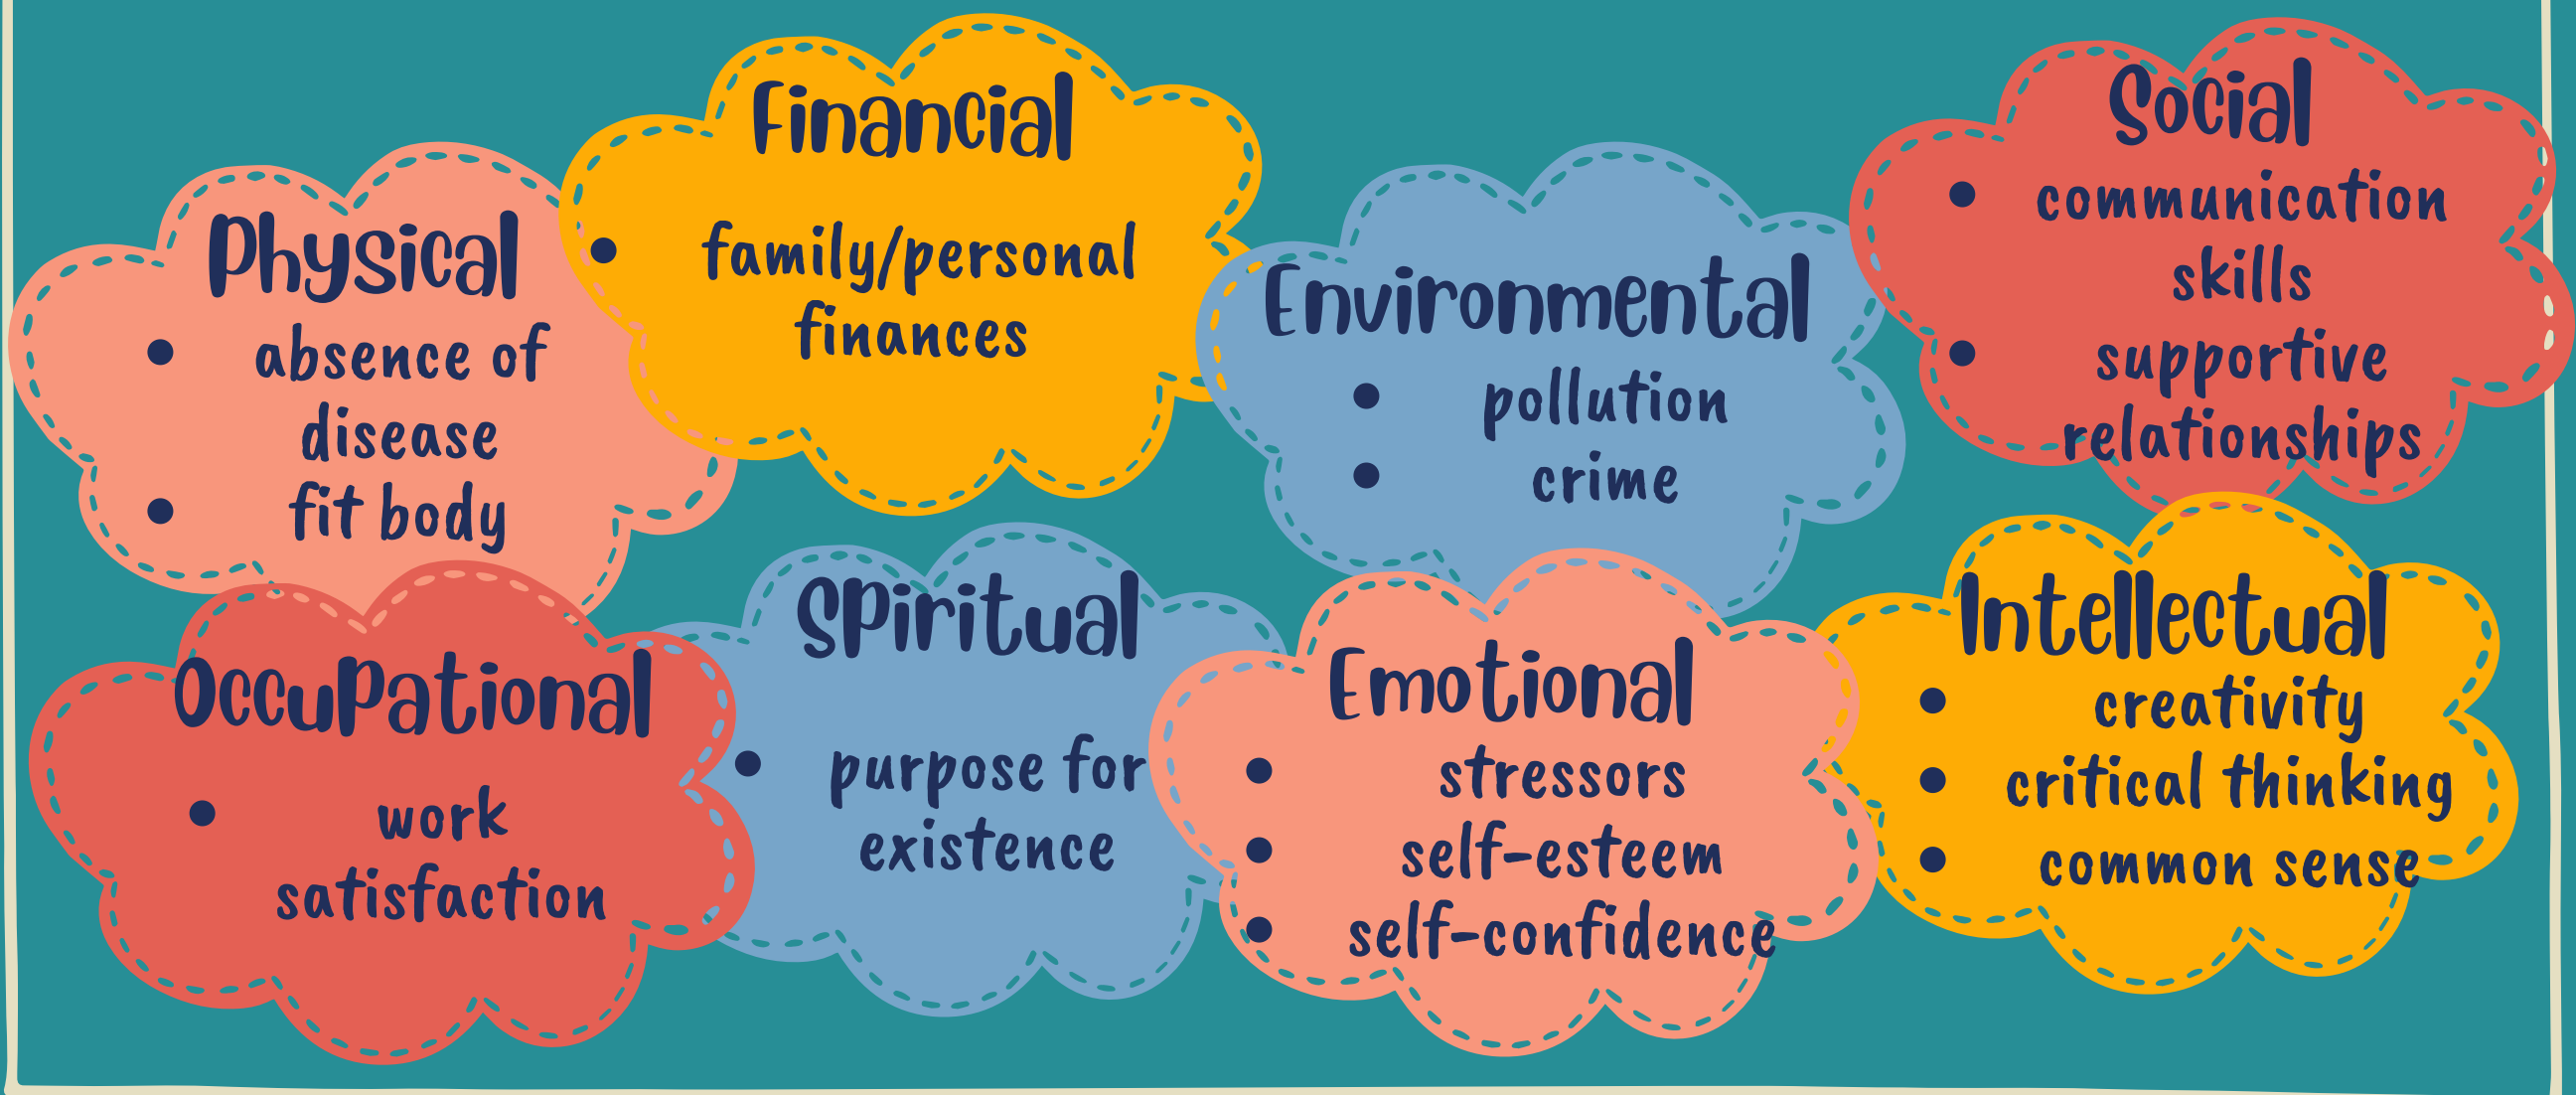 Physical
• absence of
disease
• fit body
Financial
• family/personal
finances
Environmental
• pollution
• crime
Social
• communication
skills
• supportive
relationships
Occupational
• work
satisfaction
Spiritual
• purpose for
existence
Emotional
• stressors
• self-esteem
• self-confidence
Intellectual
• creativity
• critical thinking
• common sense